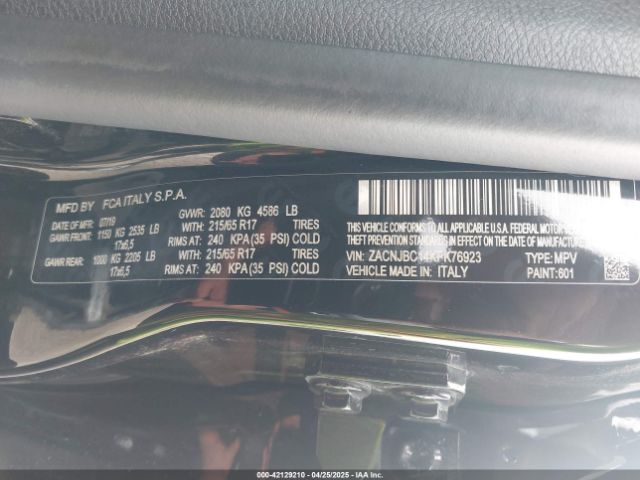 MFD BY FCA ITALY S.P.A.
DATE OF MFR: 07/19 GVWR: 2080 KG 4586 LB
GAWR FRONT: 1150 KG 2535 LB WITH: 215/65 R17 TIRES
17x6,5 RIMS AT: 240 KPA(35 PSI) COLD
GAWR REAR: 1000 KG 2205 LB WITH: 215/65 R17 TIRES
17x6,5 RIMS AT: 240 KPA(35 PSI) COLD
THIS VEHICLE CONFORMS TO ALL APPLICABLE U.S.A. FEDERAL MOTOR
THEFT PREVENTION STANDARDS IN EFFECT ON THE DATE OF
VIN: TYPE: MPV
VEHICLE MADE IN: ITALY PAINT: 601
000-42129210 - 04/25/2025 - IAAI.COM